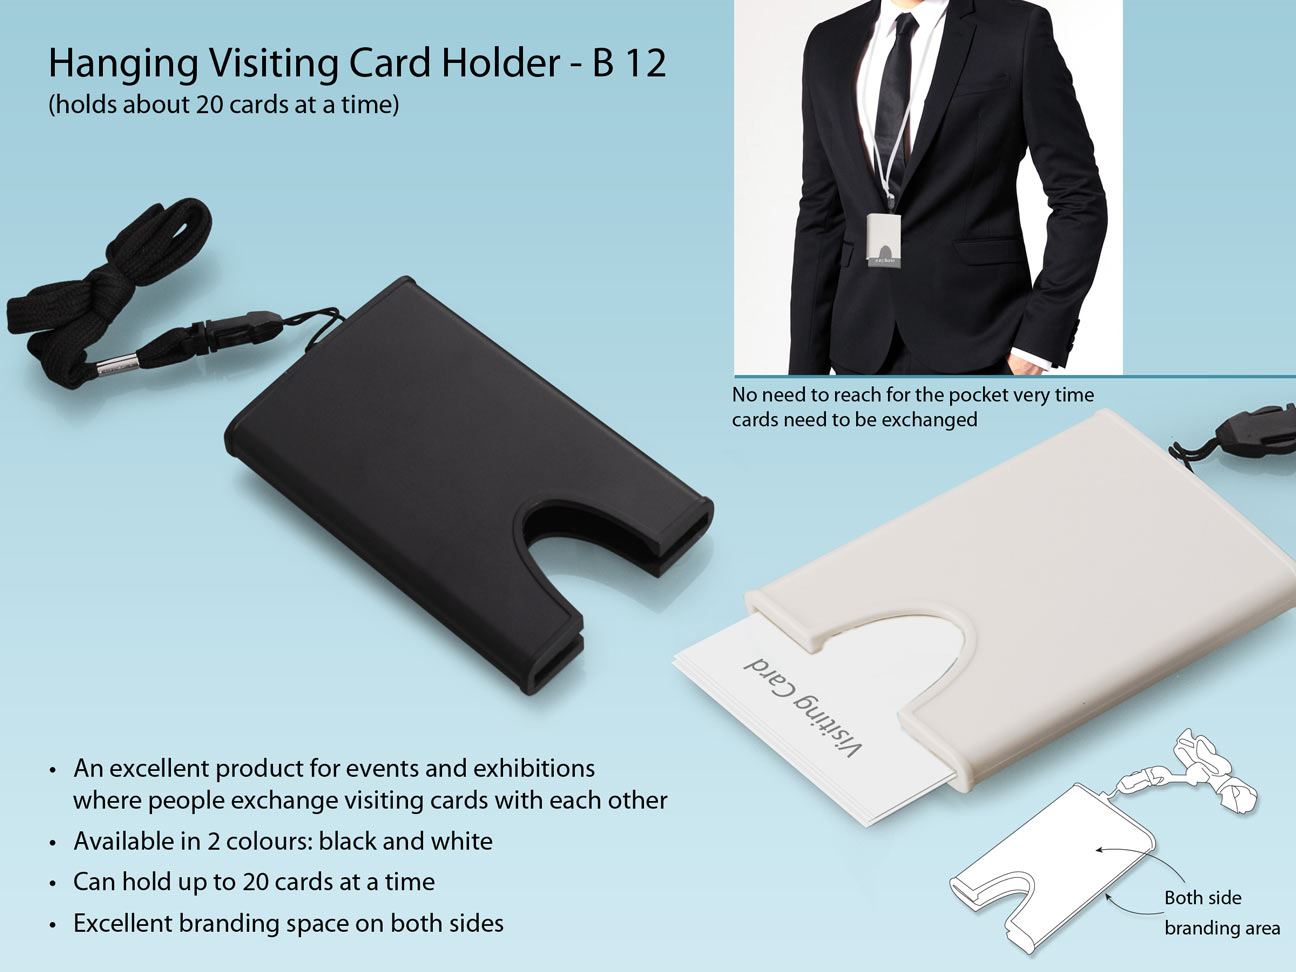 Hanging Visiting Card Holder - B 12
(holds about 20 cards at a time)
No need to reach for the pocket very time
cards need to be exchanged
Visiting Card
• An excellent product for events and exhibitions
where people exchange visiting cards with each other
• Available in 2 colours: black and white
• Can hold up to 20 cards at a time
• Excellent branding space on both sides
Both side
branding area